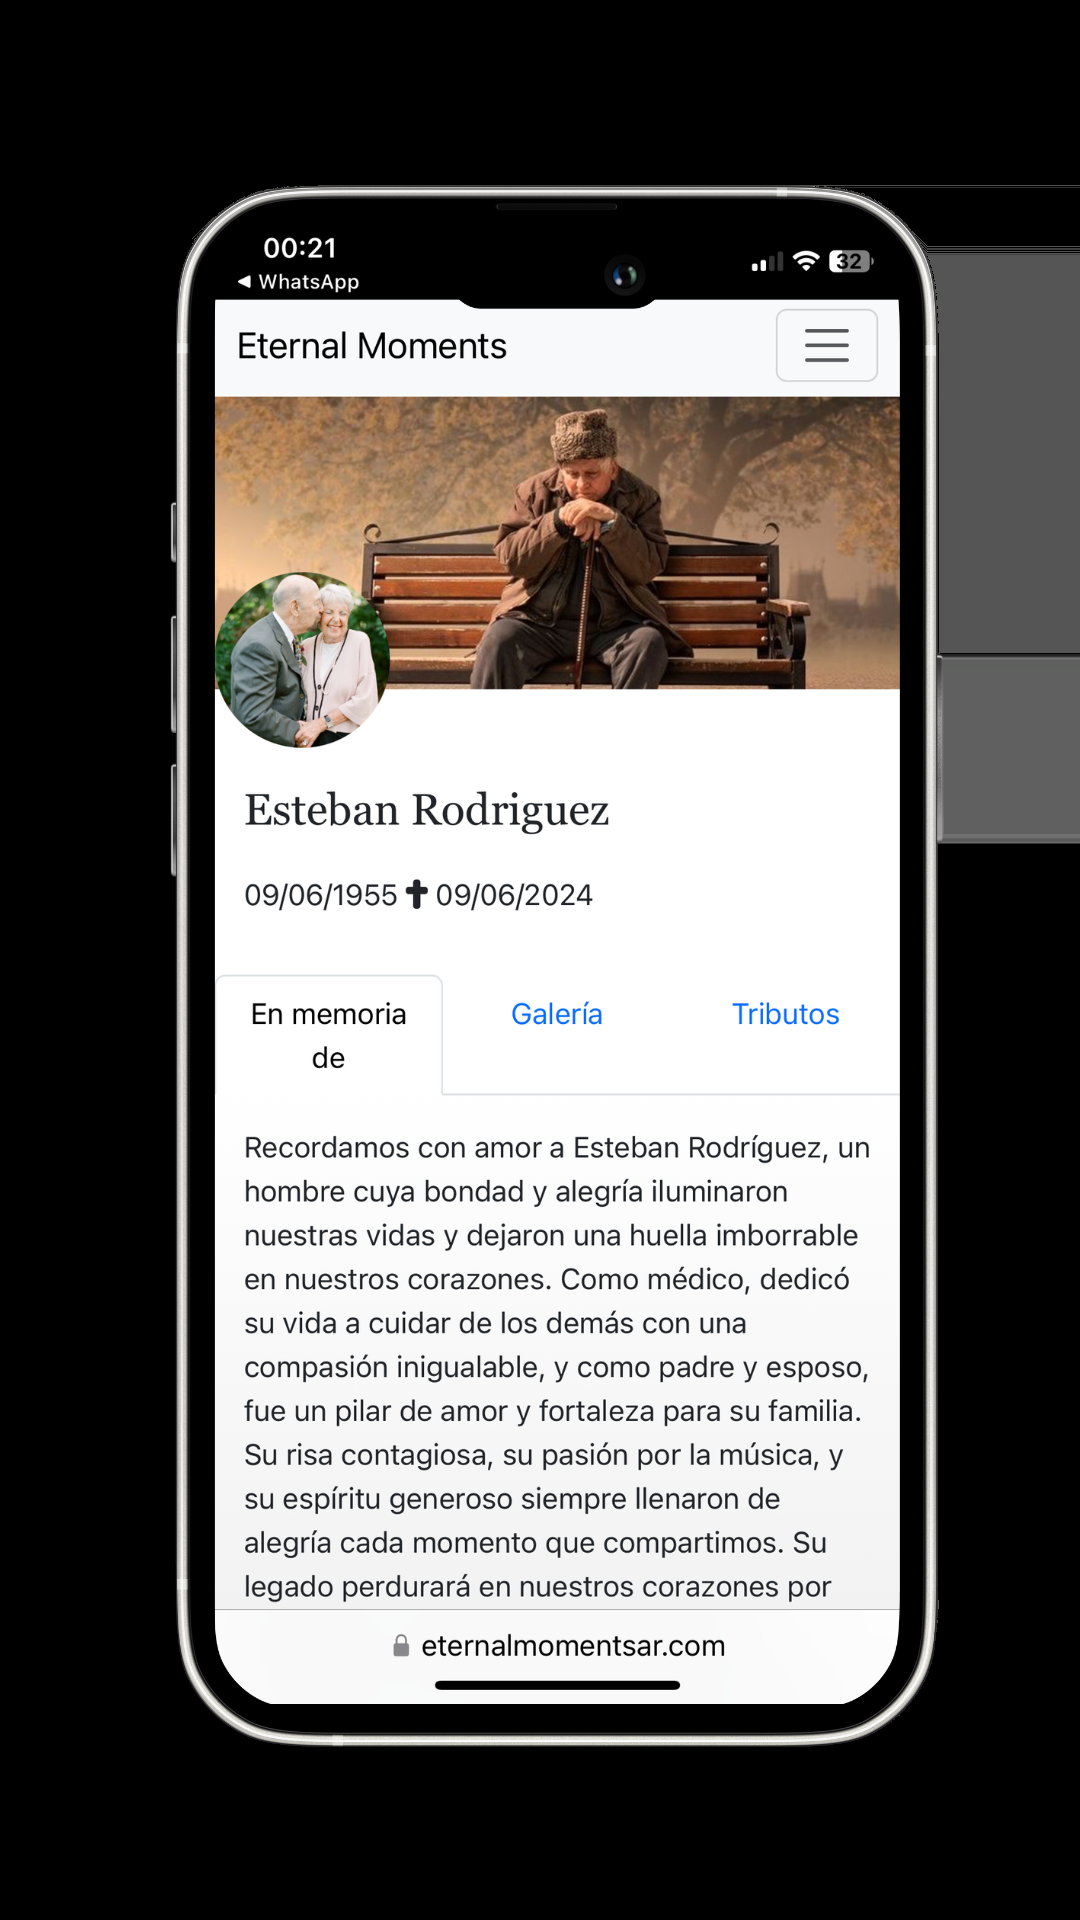 00:21
◀ WhatsApp
32
Eternal Moments
Esteban Rodriguez
09/06/1955 ✝ 09/06/2024
En memoria
de
Galería
Tributos
Recordamos con amor a Esteban Rodríguez, un
hombre cuya bondad y alegría iluminaron
nuestras vidas y dejaron una huella imborrable
en nuestros corazones. Como médico, dedicó
su vida a cuidar de los demás con una
compasión inigualable, y como padre y esposo,
fue un pilar de amor y fortaleza para su familia.
Su risa contagiosa, su pasión por la música, y
su espíritu generoso siempre llenaron de
alegría cada momento que compartimos. Su
legado perdurará en nuestros corazones por
eternalmomentsar.com